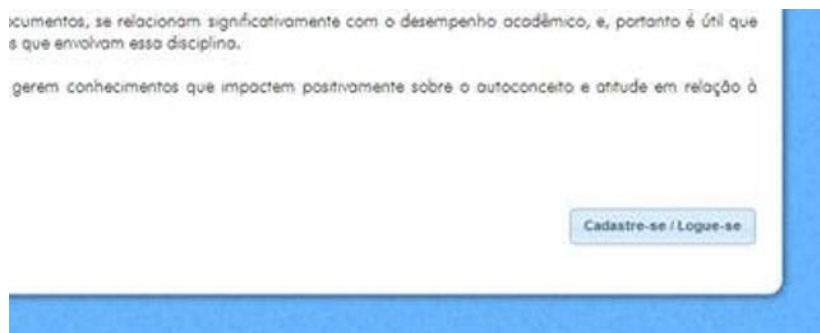 ocumentos, se relacionam significativamente com o desempenho acadêmico, e, portanto é útil que
s que envolvam essa disciplina.
gerem conhecimentos que impactem positivamente sobre o autoconceito e atitude em relação à
Cadastre-se / Logue-se